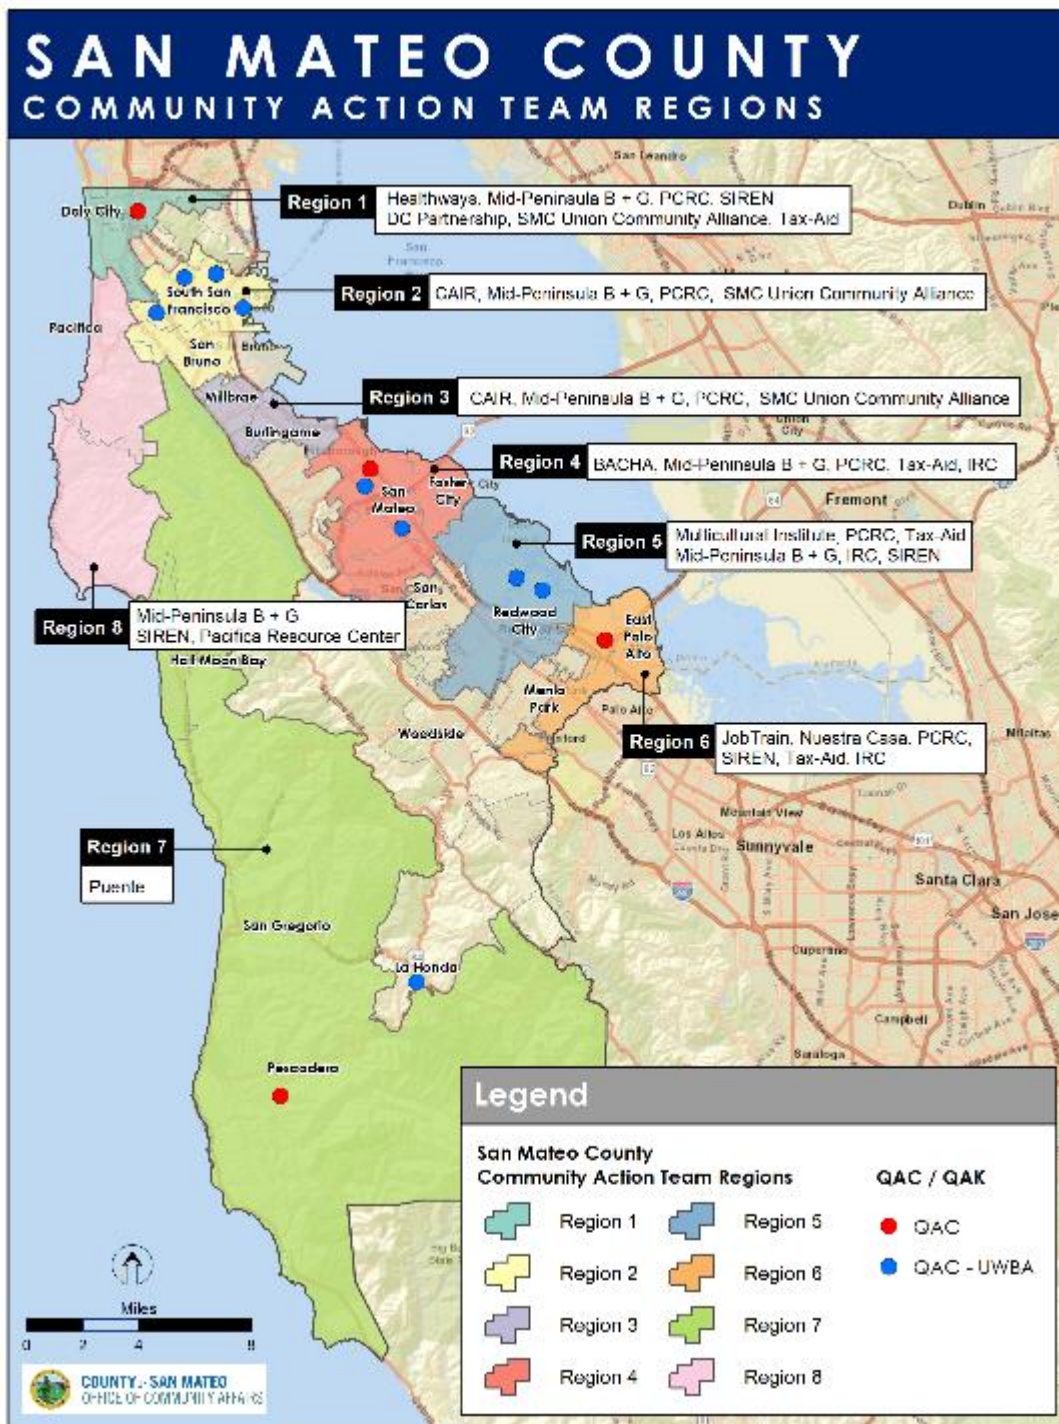 SAN MATEO COUNTY
COMMUNITY ACTION TEAM REGIONS
San Leandro
Daly City
Region 1
Healthways, Mid-Peninsula B + G, PCRC, SIREN
DC Partnership, SMC Union Community Alliance, Tax-Aid
Dublin
San
Francisco
South San
Francisco
Region 2
CAIR, Mid-Peninsula B + G, PCRC, SMC Union Community Alliance
Pacifica
San
Bruno
Bruno
Millbrae
Region 3
CAIR, Mid-Peninsula B + G, PCRC, SMC Union Community Alliance
Union
City
Burlingame
Region 4
BACHA, Mid-Peninsula B + G, PCRC, Tax-Aid, IRC
San
Mateo
Foster
City
City
84
Fremont
Region 5
Multicultural Institute, PCRC, Tax-Aid
Mid-Peninsula B + G, IRC, SIREN
San
Carlos
Redwood
City
East
Palo
Alto
Region 8
Mid-Peninsula B + G
SIREN, Pacifica Resource Center
Half Moon Bay
Menlo
Park
Palo Alto
Woodside
Region 6
JobTrain, Nuestra Casa, PCRC,
SIREN, Tax-Aid, IRC
Milpitas
Mountain View
Los Altos
Sunnyvale
101
Region 7
Puente
Santa Clara
San Jose
San Gregorio
Cupertino
La Honda
Campbell
Saratoga
Pescadero
Legend
San Mateo County
Community Action Team Regions
QAC / QAK
Region 1
Region 5
QAC
Region 2
Region 6
QAC - UWBA
Region 3
Region 7
Region 4
Region 8
Miles
0 2 4 8
COUNTY OF SAN MATEO
OFFICE OF COMMUNITY AFFAIRS